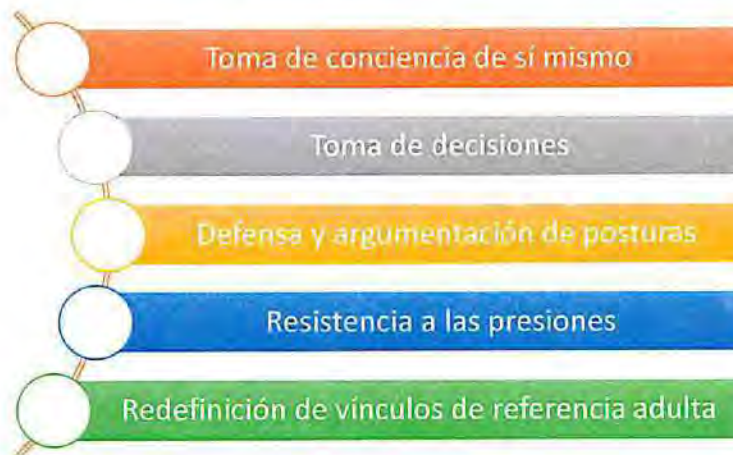 Toma de conciencia de sí mismo
Toma de decisiones
Defensa y argumentación de posturas
Resistencia a las presiones
Redefinición de vínculos de referencia adulta